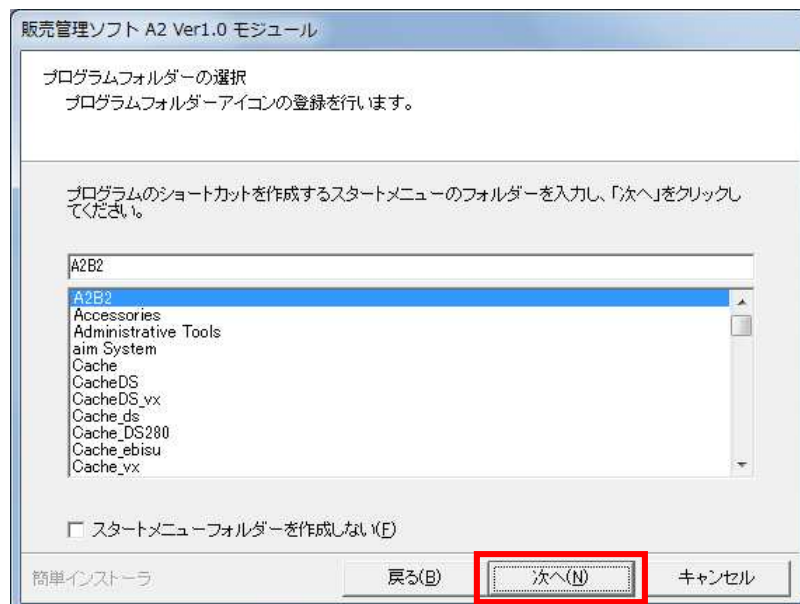 販売管理ソフト A2 Ver1.0 モジュール
プログラムフォルダーの選択
プログラムフォルダーアイコンの登録を行います。
プログラムのショートカットを作成するスタートメニューのフォルダーを入力し、「次へ」をクリックし
てください。
A2B2
A2B2
Accessories
Administrative Tools
aim System
Cache
CacheDS
CacheDS_vx
Cache_ds
Cache_DS280
Cache_ebisu
Cache_vx
スタートメニューフォルダーを作成しない(F)
簡単インストーラ
戻る(B)
次へ(N)
キャンセル